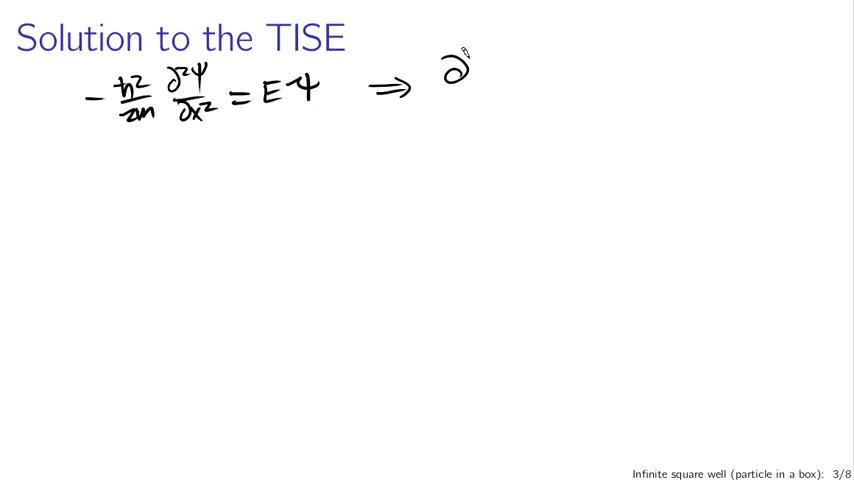 Solution to the TISE
-ℏ²/2m ∂²Ψ/∂x² = EΨ ⇒ ∂
Infinite square well (particle in a box): 3/8